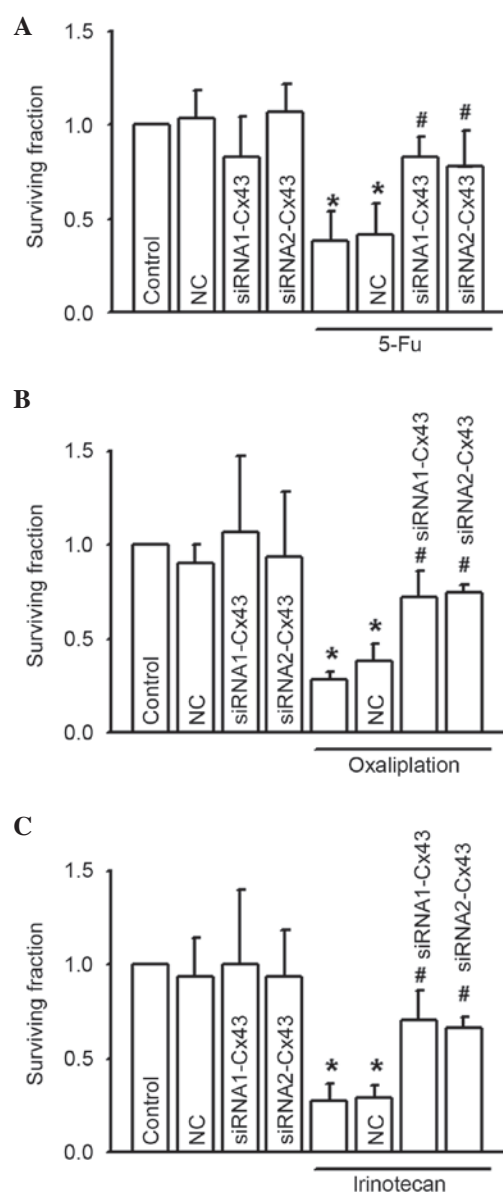 A
Surviving fraction
1.5
1.0
0.5
0.0
Control
NC
siRNA1-Cx43
siRNA2-Cx43
*
*
NC
#
siRNA1-Cx43
#
siRNA2-Cx43
5-Fu
B
Surviving fraction
1.5
1.0
0.5
0.0
Control
NC
siRNA1-Cx43
siRNA2-Cx43
*
*
NC
# siRNA1-Cx43
# siRNA2-Cx43
Oxaliplation
C
Surviving fraction
1.5
1.0
0.5
0.0
Control
NC
siRNA1-Cx43
siRNA2-Cx43
*
*
NC
# siRNA1-Cx43
# siRNA2-Cx43
Irinotecan